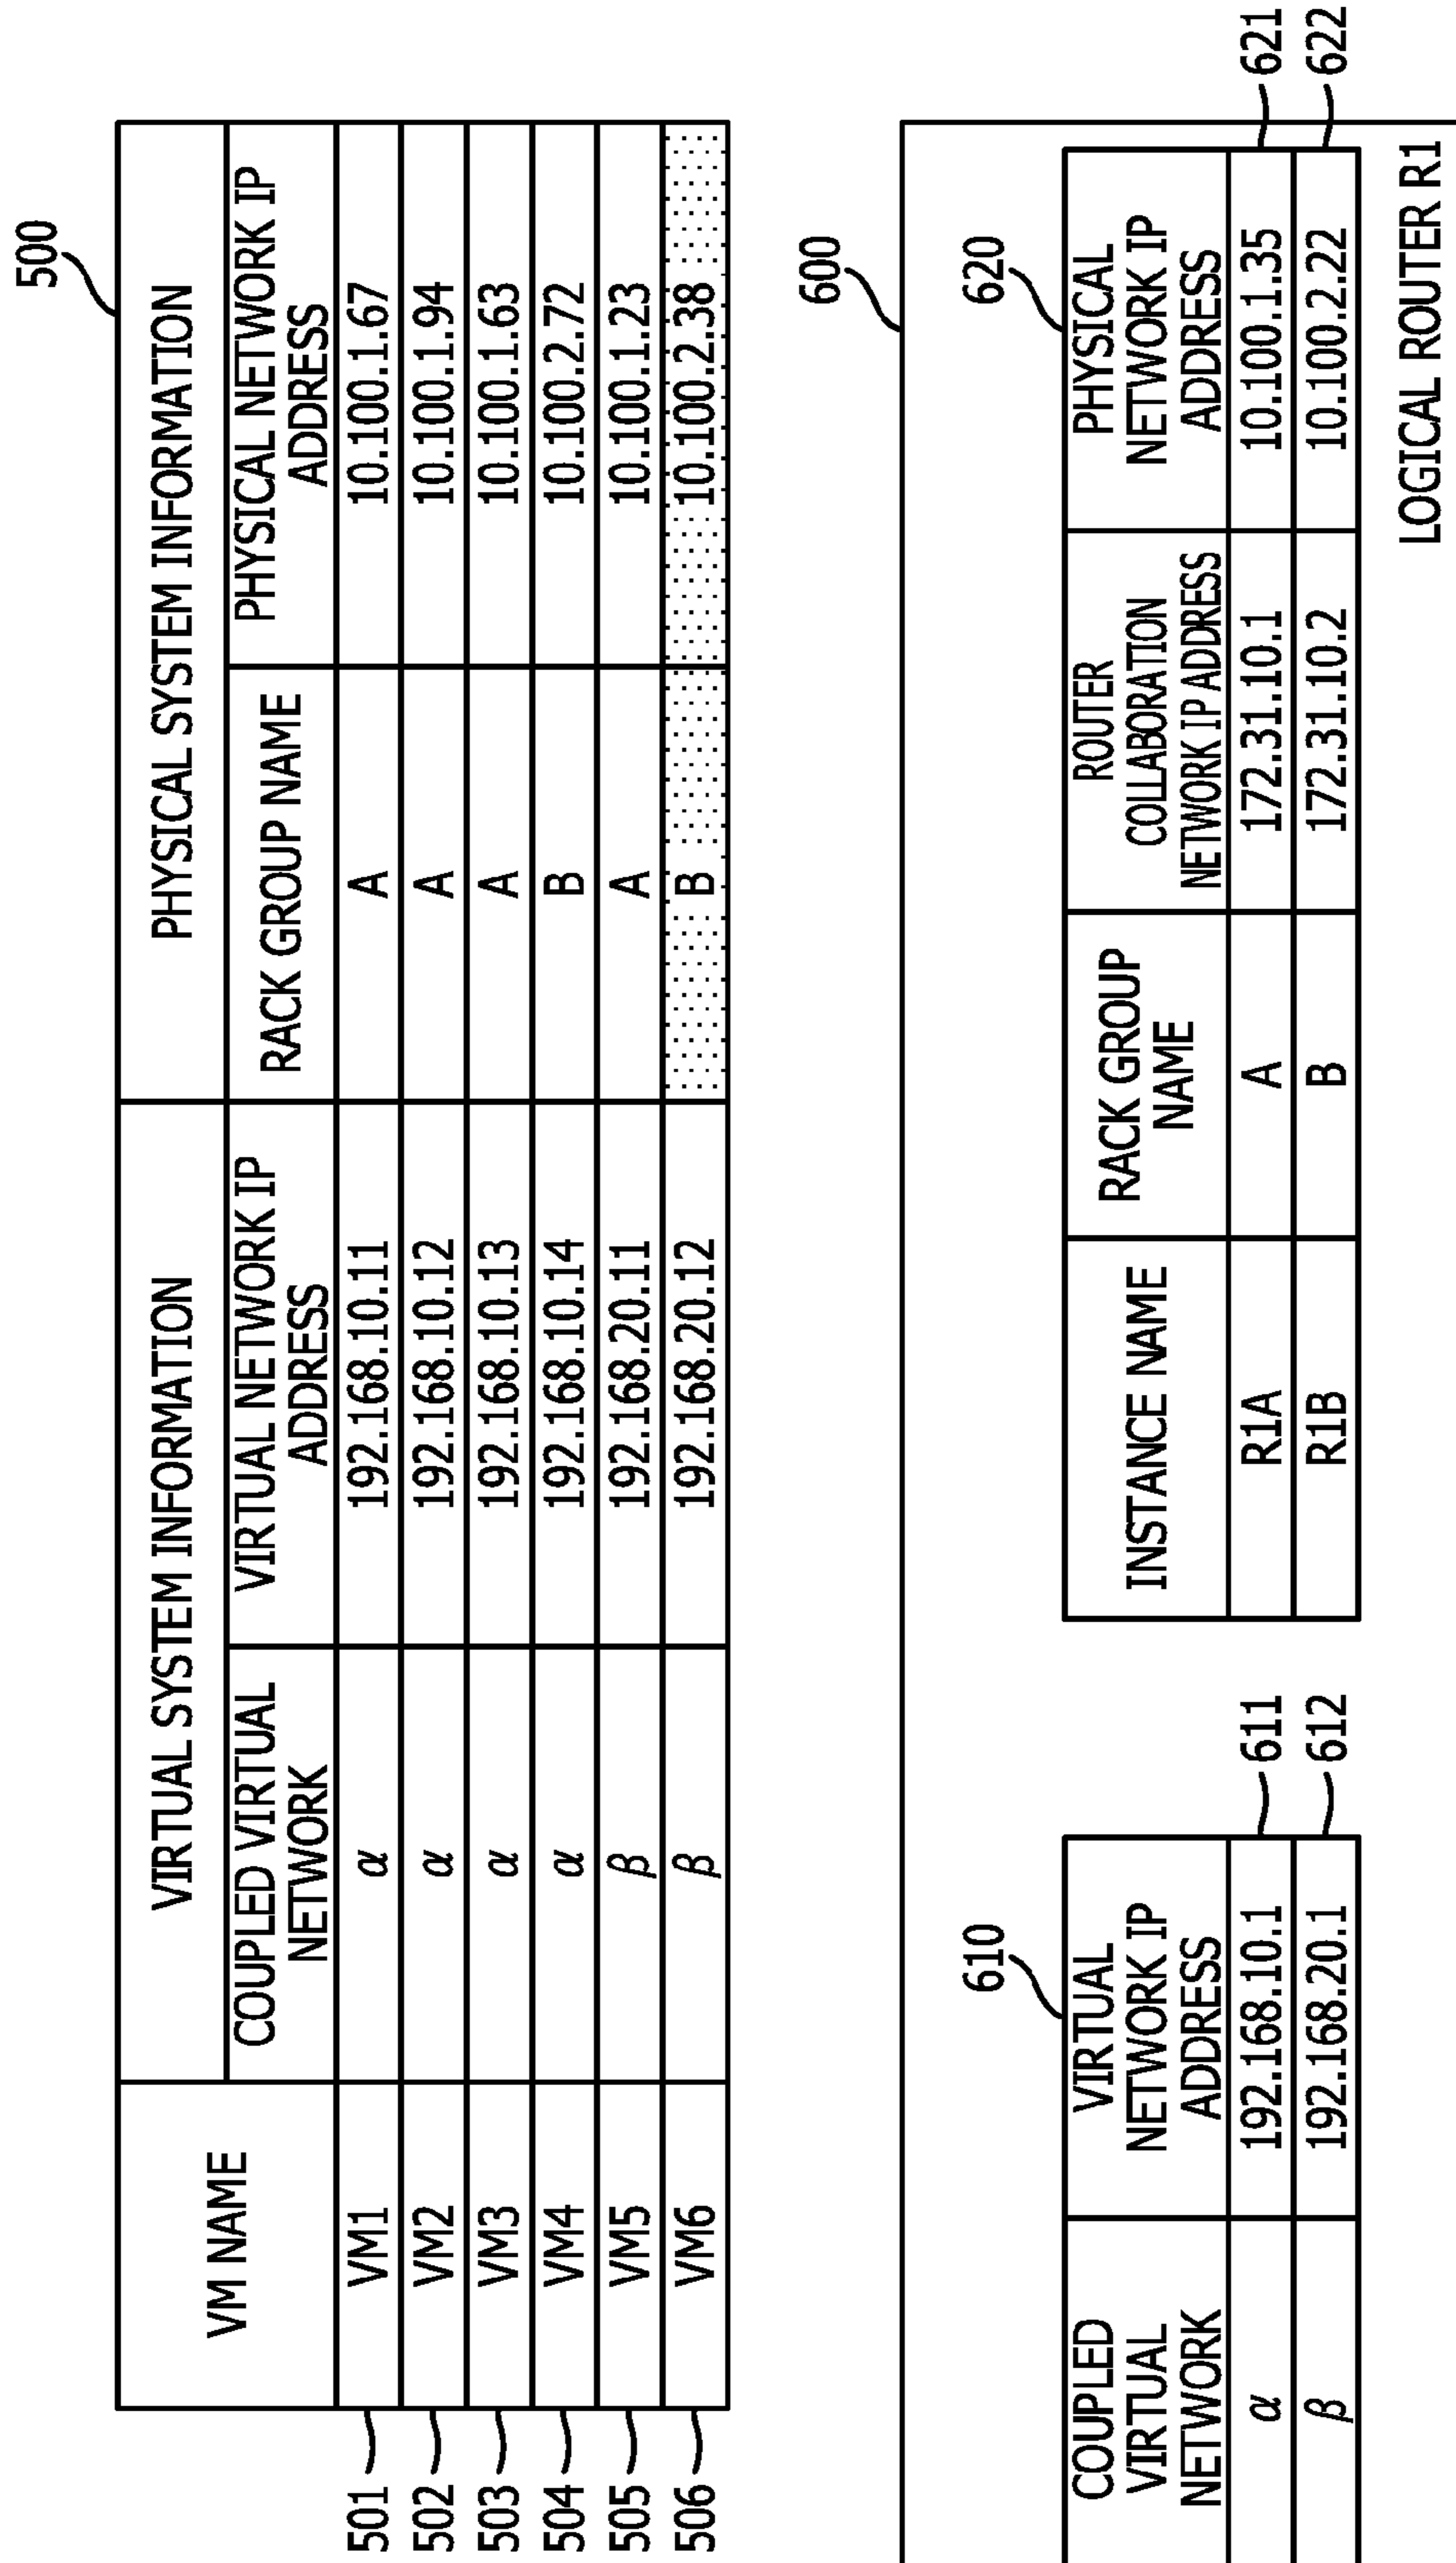 500
VM NAME
VIRTUAL SYSTEM INFORMATION
PHYSICAL SYSTEM INFORMATION
COUPLED VIRTUAL
NETWORK
VIRTUAL NETWORK IP
ADDRESS
RACK GROUP NAME
PHYSICAL NETWORK IP
ADDRESS
501 VM1 α 192.168.10.11 A 10.100.1.67
502 VM2 α 192.168.10.12 A 10.100.1.94
503 VM3 α 192.168.10.13 A 10.100.1.63
504 VM4 α 192.168.10.14 B 10.100.2.72
505 VM5 β 192.168.20.11 A 10.100.1.23
506 VM6 β 192.168.20.12 B 10.100.2.38
600
610
COUPLED
VIRTUAL
NETWORK
VIRTUAL
NETWORK IP
ADDRESS
α 192.168.10.1 611
β 192.168.20.1 612
620
INSTANCE NAME
RACK GROUP
NAME
ROUTER
COLLABORATION
NETWORK IP ADDRESS
PHYSICAL
NETWORK IP
ADDRESS
R1A A 172.31.10.1 10.100.1.35 621
R1B B 172.31.10.2 10.100.2.22 622
LOGICAL ROUTER R1